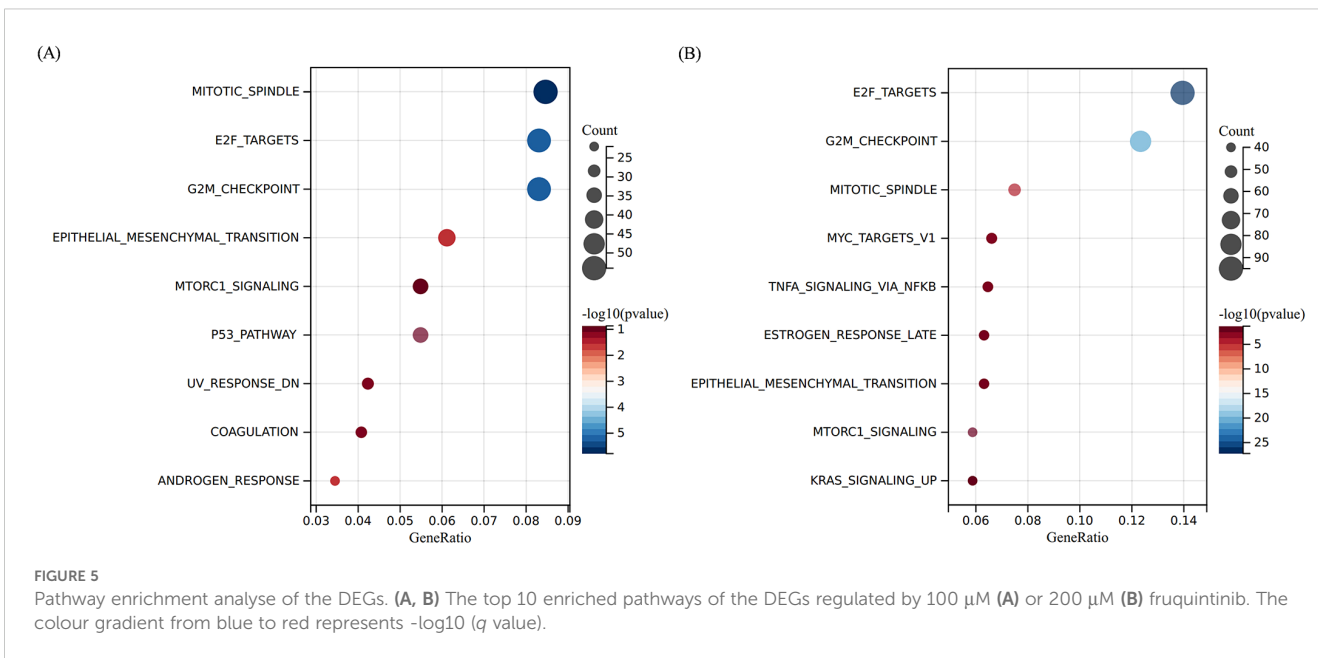 (A)
MITOTIC_SPINDLE
E2F_TARGETS
G2M_CHECKPOINT
EPITHELIAL_MESENCHYMAL_TRANSITION
MTORC1_SIGNALING
P53_PATHWAY
UV_RESPONSE_DN
COAGULATION
ANDROGEN_RESPONSE
0.03 0.04 0.05 0.06 0.07 0.08 0.09
GeneRatio
Count
25
30
35
40
45
50
-log10(pvalue)
1
2
3
4
5
(B)
E2F_TARGETS
G2M_CHECKPOINT
MITOTIC_SPINDLE
MYC_TARGETS_V1
TNFA_SIGNALING_VIA_NFKB
ESTROGEN_RESPONSE_LATE
EPITHELIAL_MESENCHYMAL_TRANSITION
MTORC1_SIGNALING
KRAS_SIGNALING_UP
0.06 0.08 0.10 0.12 0.14
GeneRatio
Count
40
50
60
70
80
90
-log10(pvalue)
5
10
15
20
25
FIGURE 5
Pathway enrichment analyse of the DEGs. (A, B) The top 10 enriched pathways of the DEGs regulated by 100 μM (A) or 200 μM (B) fruquintinib. The
colour gradient from blue to red represents -log10 (q value).